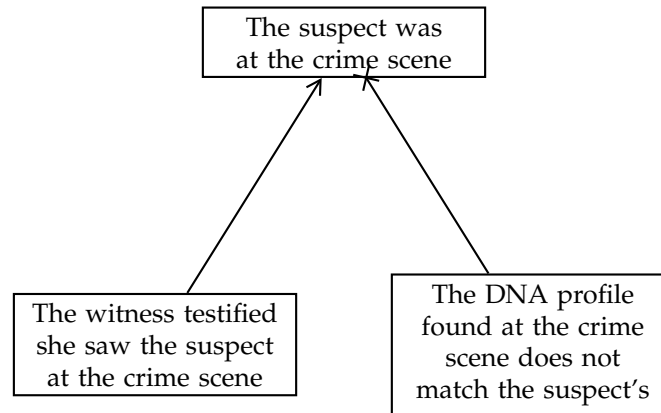 The suspect was
at the crime scene
The witness testified
she saw the suspect
at the crime scene
The DNA profile
found at the crime
scene does not
match the suspect's